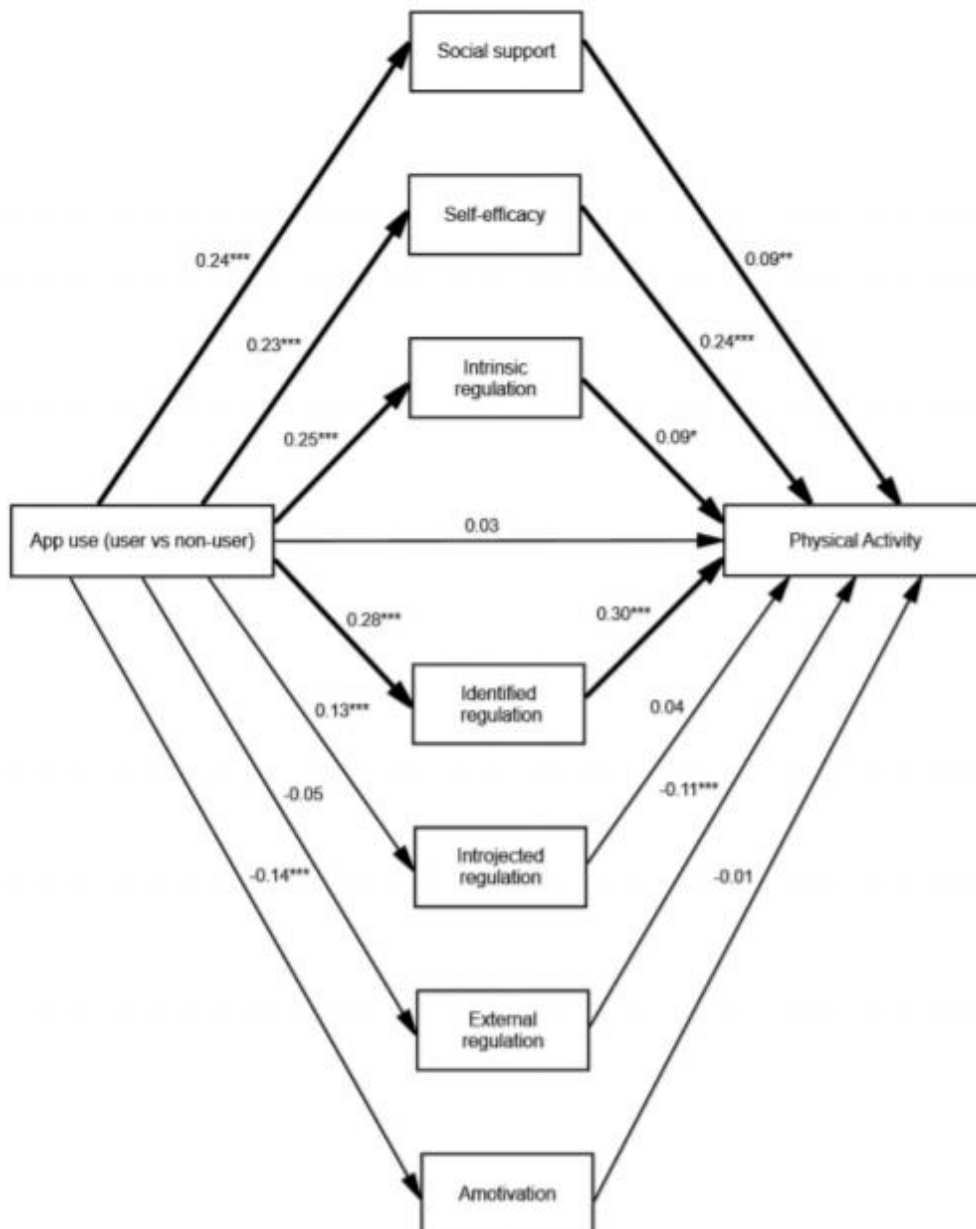 Social support
Self-efficacy
0.24***
0.09**
0.23***
0.24***
Intrinsic
regulation
0.25***
0.09*
App use (user vs non-user)
0.03
Physical Activity
0.28***
0.30***
Identified
regulation
0.13***
0.04
-0.05
-0.11***
Introjected
regulation
-0.14***
-0.01
External
regulation
Amotivation